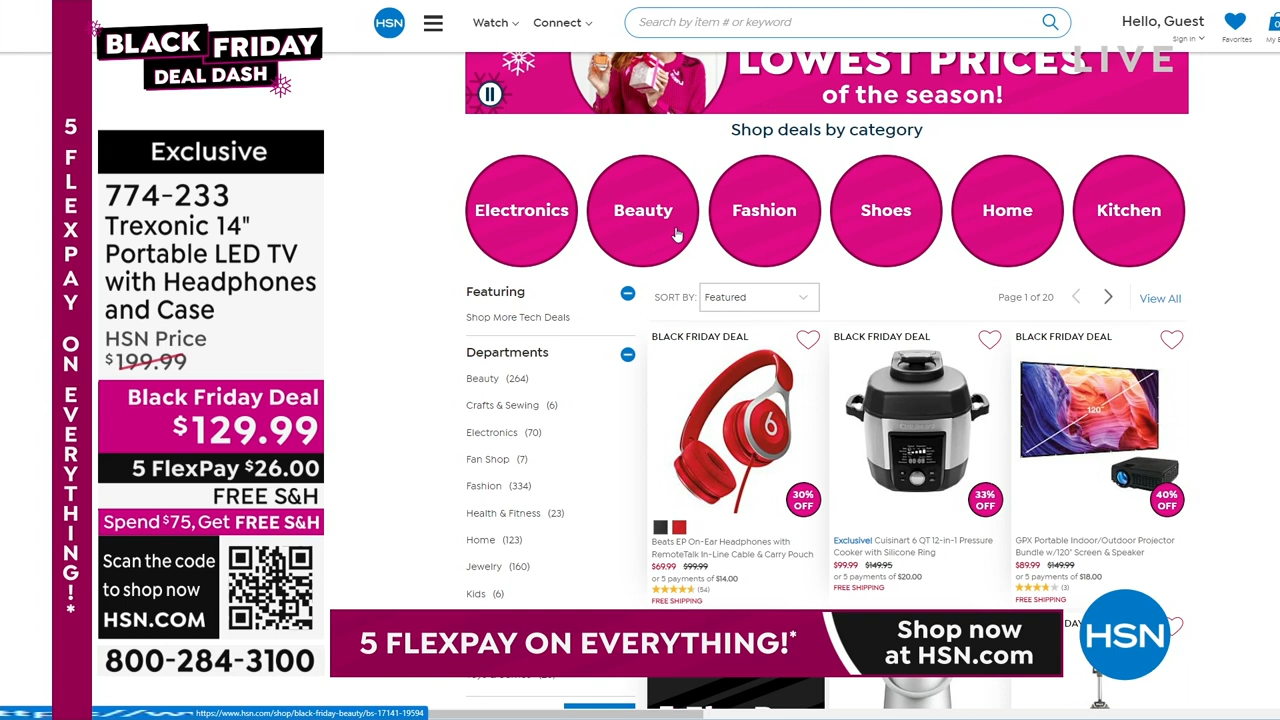 BLACK FRIDAY
DEAL DASH
5 FLEXPAY ON EVERYTHING!*
Exclusive
774-233
Trexonic 14"
Portable LED TV
with Headphones
and Case
HSN Price
$199.99
Black Friday Deal
$129.99
5 FlexPay $26.00
FREE S&H
Spend $75, Get FREE S&H
Scan the code
to shop now
HSN.COM
800-284-3100
HSN
Watch
Connect
Search by item # or keyword
Hello, Guest
Sign In
Favorites
0
LIVE
LOWEST PRICES
of the season!
Shop deals by category
Electronics
Beauty
Fashion
Shoes
Home
Kitchen
Featuring
Shop More Tech Deals
Departments
Beauty (264)
Crafts & Sewing (6)
Electronics (70)
Fan Shop (7)
Fashion (334)
Health & Fitness (23)
Home (123)
Jewelry (160)
Kids (6)
SORT BY: Featured
Page 1 of 20
View All
BLACK FRIDAY DEAL
30% OFF
Beats EP On-Ear Headphones with
RemoteTalk In-Line Cable & Carry Pouch
$69.99 $99.99
or 5 payments of $14.00
(54)
FREE SHIPPING
BLACK FRIDAY DEAL
33% OFF
Exclusive! Cuisinart 6 QT 12-in-1 Pressure
Cooker with Silicone Ring
$99.99 $149.95
or 5 payments of $20.00
FREE SHIPPING
BLACK FRIDAY DEAL
120"
40% OFF
GPX Portable Indoor/Outdoor Projector
Bundle w/120" Screen & Speaker
$89.99 $149.99
or 5 payments of $18.00
(3)
FREE SHIPPING
5 FLEXPAY ON EVERYTHING!*
Shop now
at HSN.com
HSN
https://www.hsn.com/shop/black-friday-beauty/bs-17141-19594